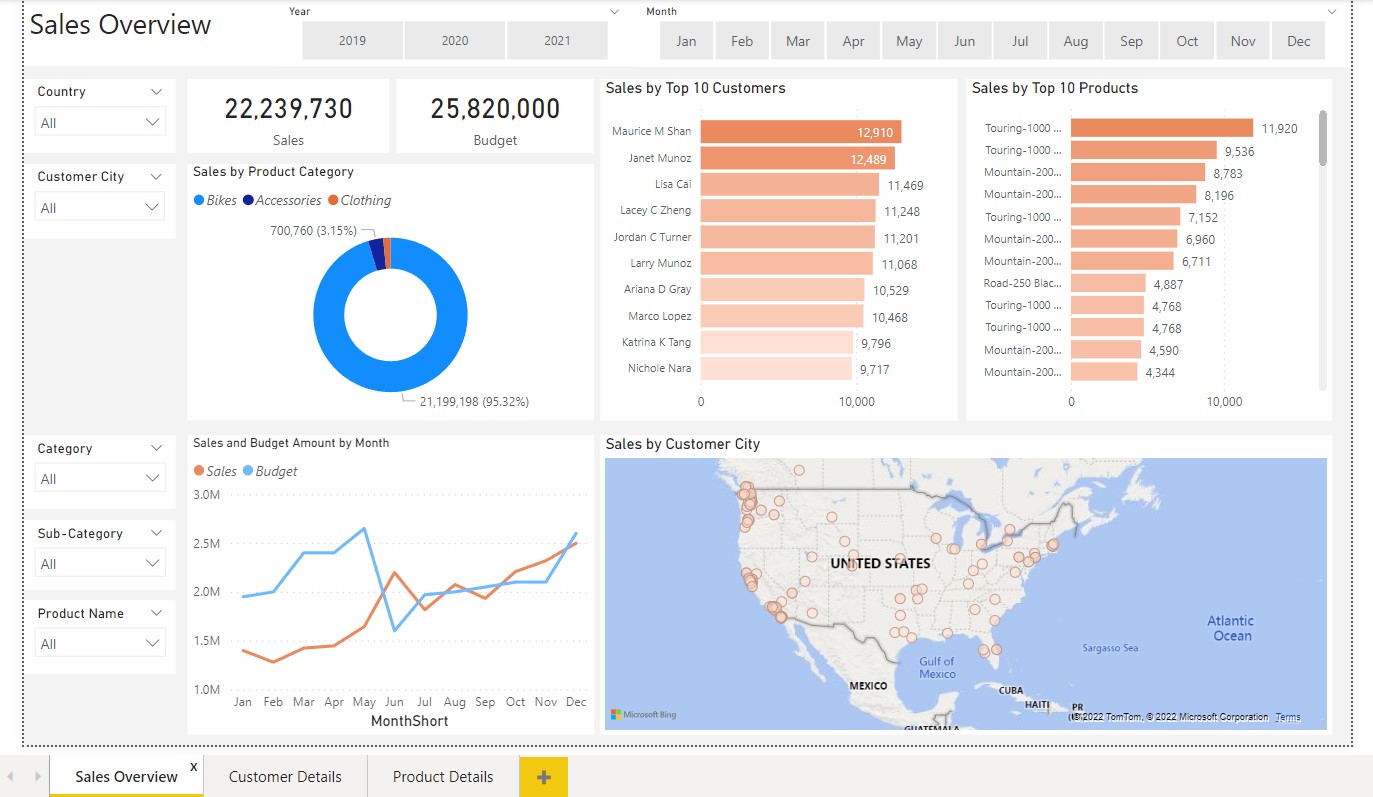 Sales Overview
Year
2019 2020 2021
Month
Jan Feb Mar Apr May Jun Jul Aug Sep Oct Nov Dec
Country
All
Customer City
All
22,239,730
Sales
25,820,000
Budget
Sales by Product Category
Bikes Accessories Clothing
700,760 (3.15%)
21,199,198 (95.32%)
Sales by Top 10 Customers
Maurice M Shan 12,910
Janet Munoz 12,489
Lisa Cai 11,469
Lacey C Zheng 11,248
Jordan C Turner 11,201
Larry Munoz 11,068
Ariana D Gray 10,529
Marco Lopez 10,468
Katrina K Tang 9,796
Nichole Nara 9,717
0 10,000
Sales by Top 10 Products
Touring-1000 ... 11,920
Touring-1000 ... 9,536
Mountain-200... 8,783
Mountain-200... 8,196
Touring-1000 ... 7,152
Mountain-200... 6,960
Mountain-200... 6,711
Road-250 Blac... 4,887
Touring-1000 ... 4,768
Touring-1000 ... 4,768
Mountain-200... 4,590
Mountain-200... 4,344
0 10,000
Category
All
Sub-Category
All
Product Name
All
Sales and Budget Amount by Month
Sales Budget
3.0M
2.5M
2.0M
1.5M
1.0M
Jan Feb Mar Apr May Jun Jul Aug Sep Oct Nov Dec
MonthShort
Sales by Customer City
UNITED STATES
Atlantic
Ocean
Sargasso Sea
Gulf of
Mexico
MEXICO
CUBA
HAITI
PR
GUATEMALA
Microsoft Bing
© 2022 TomTom, © 2022 Microsoft Corporation Terms
Sales Overview x
Customer Details
Product Details
+